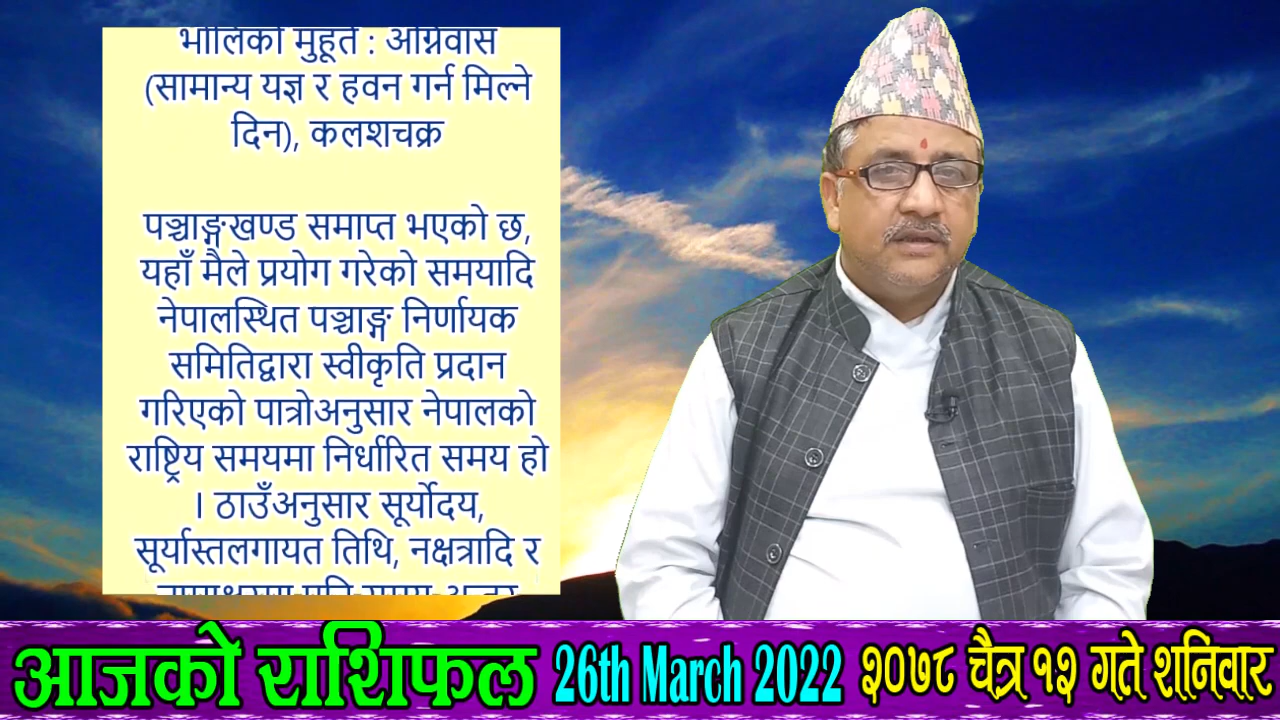 भोलिको मुहूर्त : अग्निवास
(सामान्य यज्ञ र हवन गर्न मिल्ने
दिन), कलशचक्र
पञ्चाङ्गखण्ड समाप्त भएको छ,
यहाँ मैले प्रयोग गरेको समयादि
नेपालस्थित पञ्चाङ्ग निर्णायक
समितिद्वारा स्वीकृति प्रदान
गरिएको पात्रोअनुसार नेपालको
राष्ट्रिय समयमा निर्धारित समय हो
। ठाउँअनुसार सूर्योदय,
सूर्यास्तलगायत तिथि, नक्षत्रादि र
आजको राशिफल 26th March 2022 २०७८ चैत्र १२ गते शनिवार